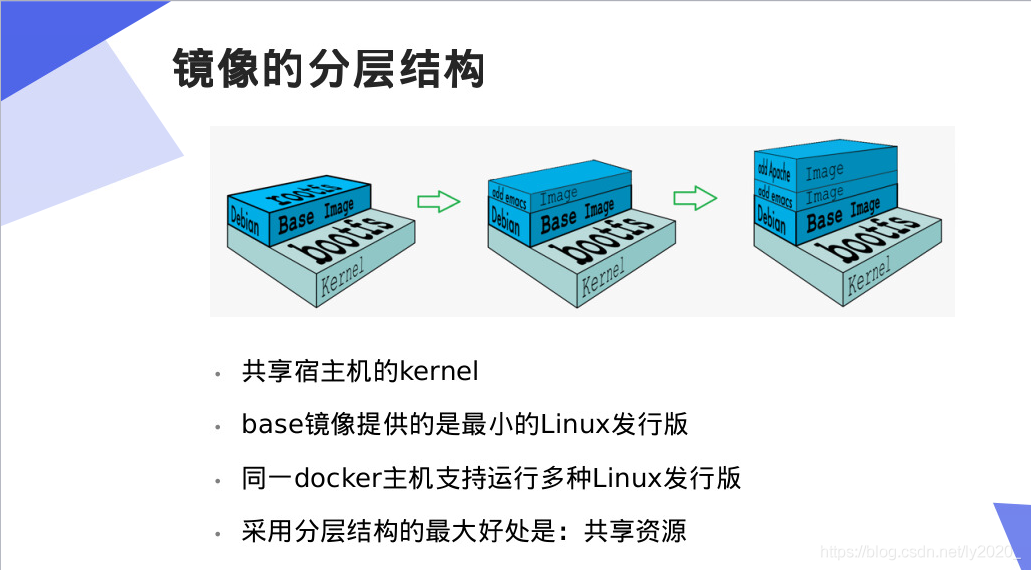 镜像的分层结构
rootfs
Debian
Base Image
bootfs
Kernel
add emacs
Image
Debian
Base Image
bootfs
Kernel
add Apache
Image
add emacs
Image
Debian
Base Image
bootfs
Kernel
• 共享宿主机的kernel
• base镜像提供的是最小的Linux发行版
• 同一docker主机支持运行多种Linux发行版
• 采用分层结构的最大好处是：共享资源
https://blog.csdn.net/ly2020_